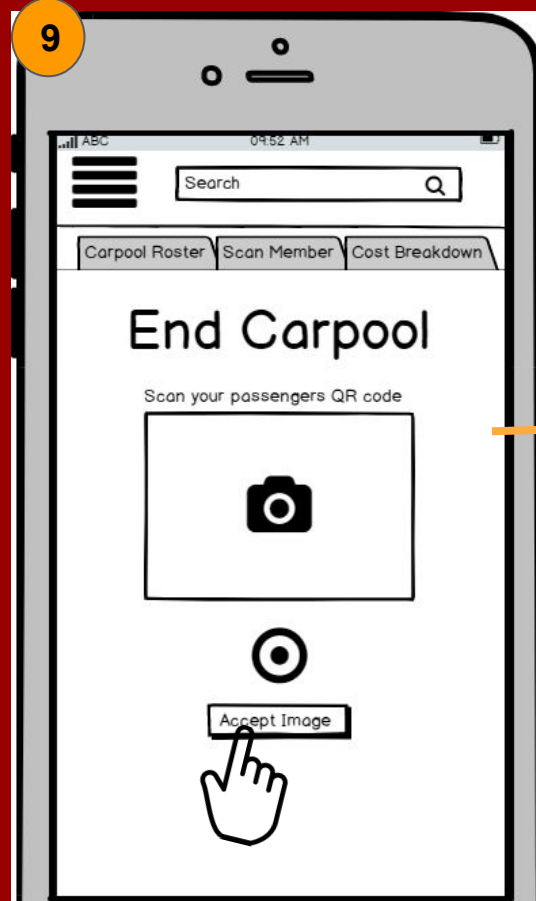 9
ABC 09:52 AM
Search
Carpool Roster Scan Member Cost Breakdown
End Carpool
Scan your passengers QR code
Accept Image